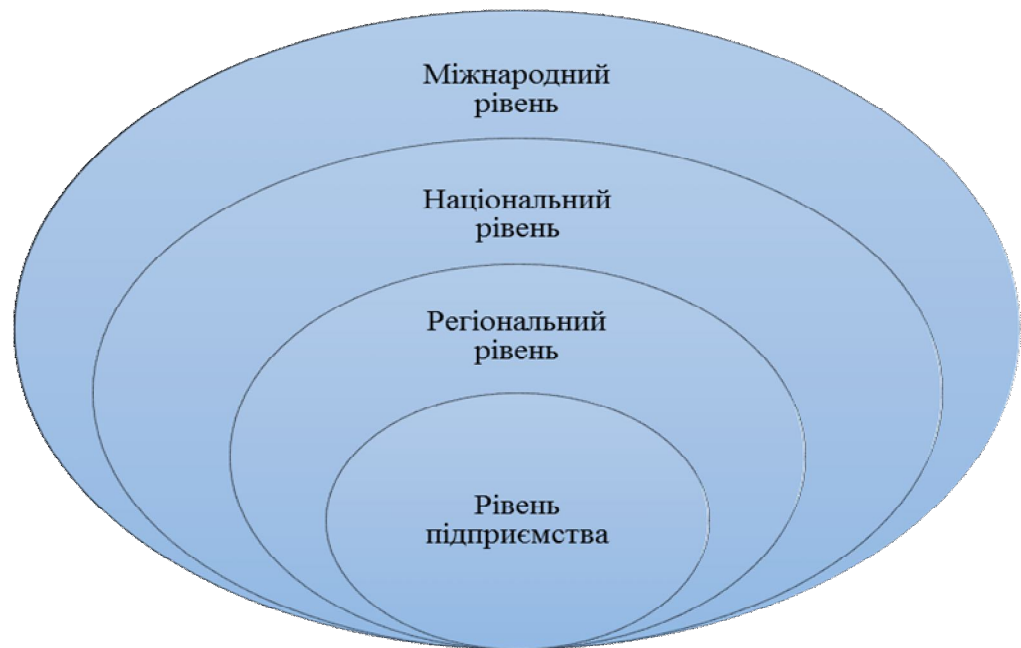 Міжнародний
рівень
Національний
рівень
Регіональний
рівень
Рівень
підприємства